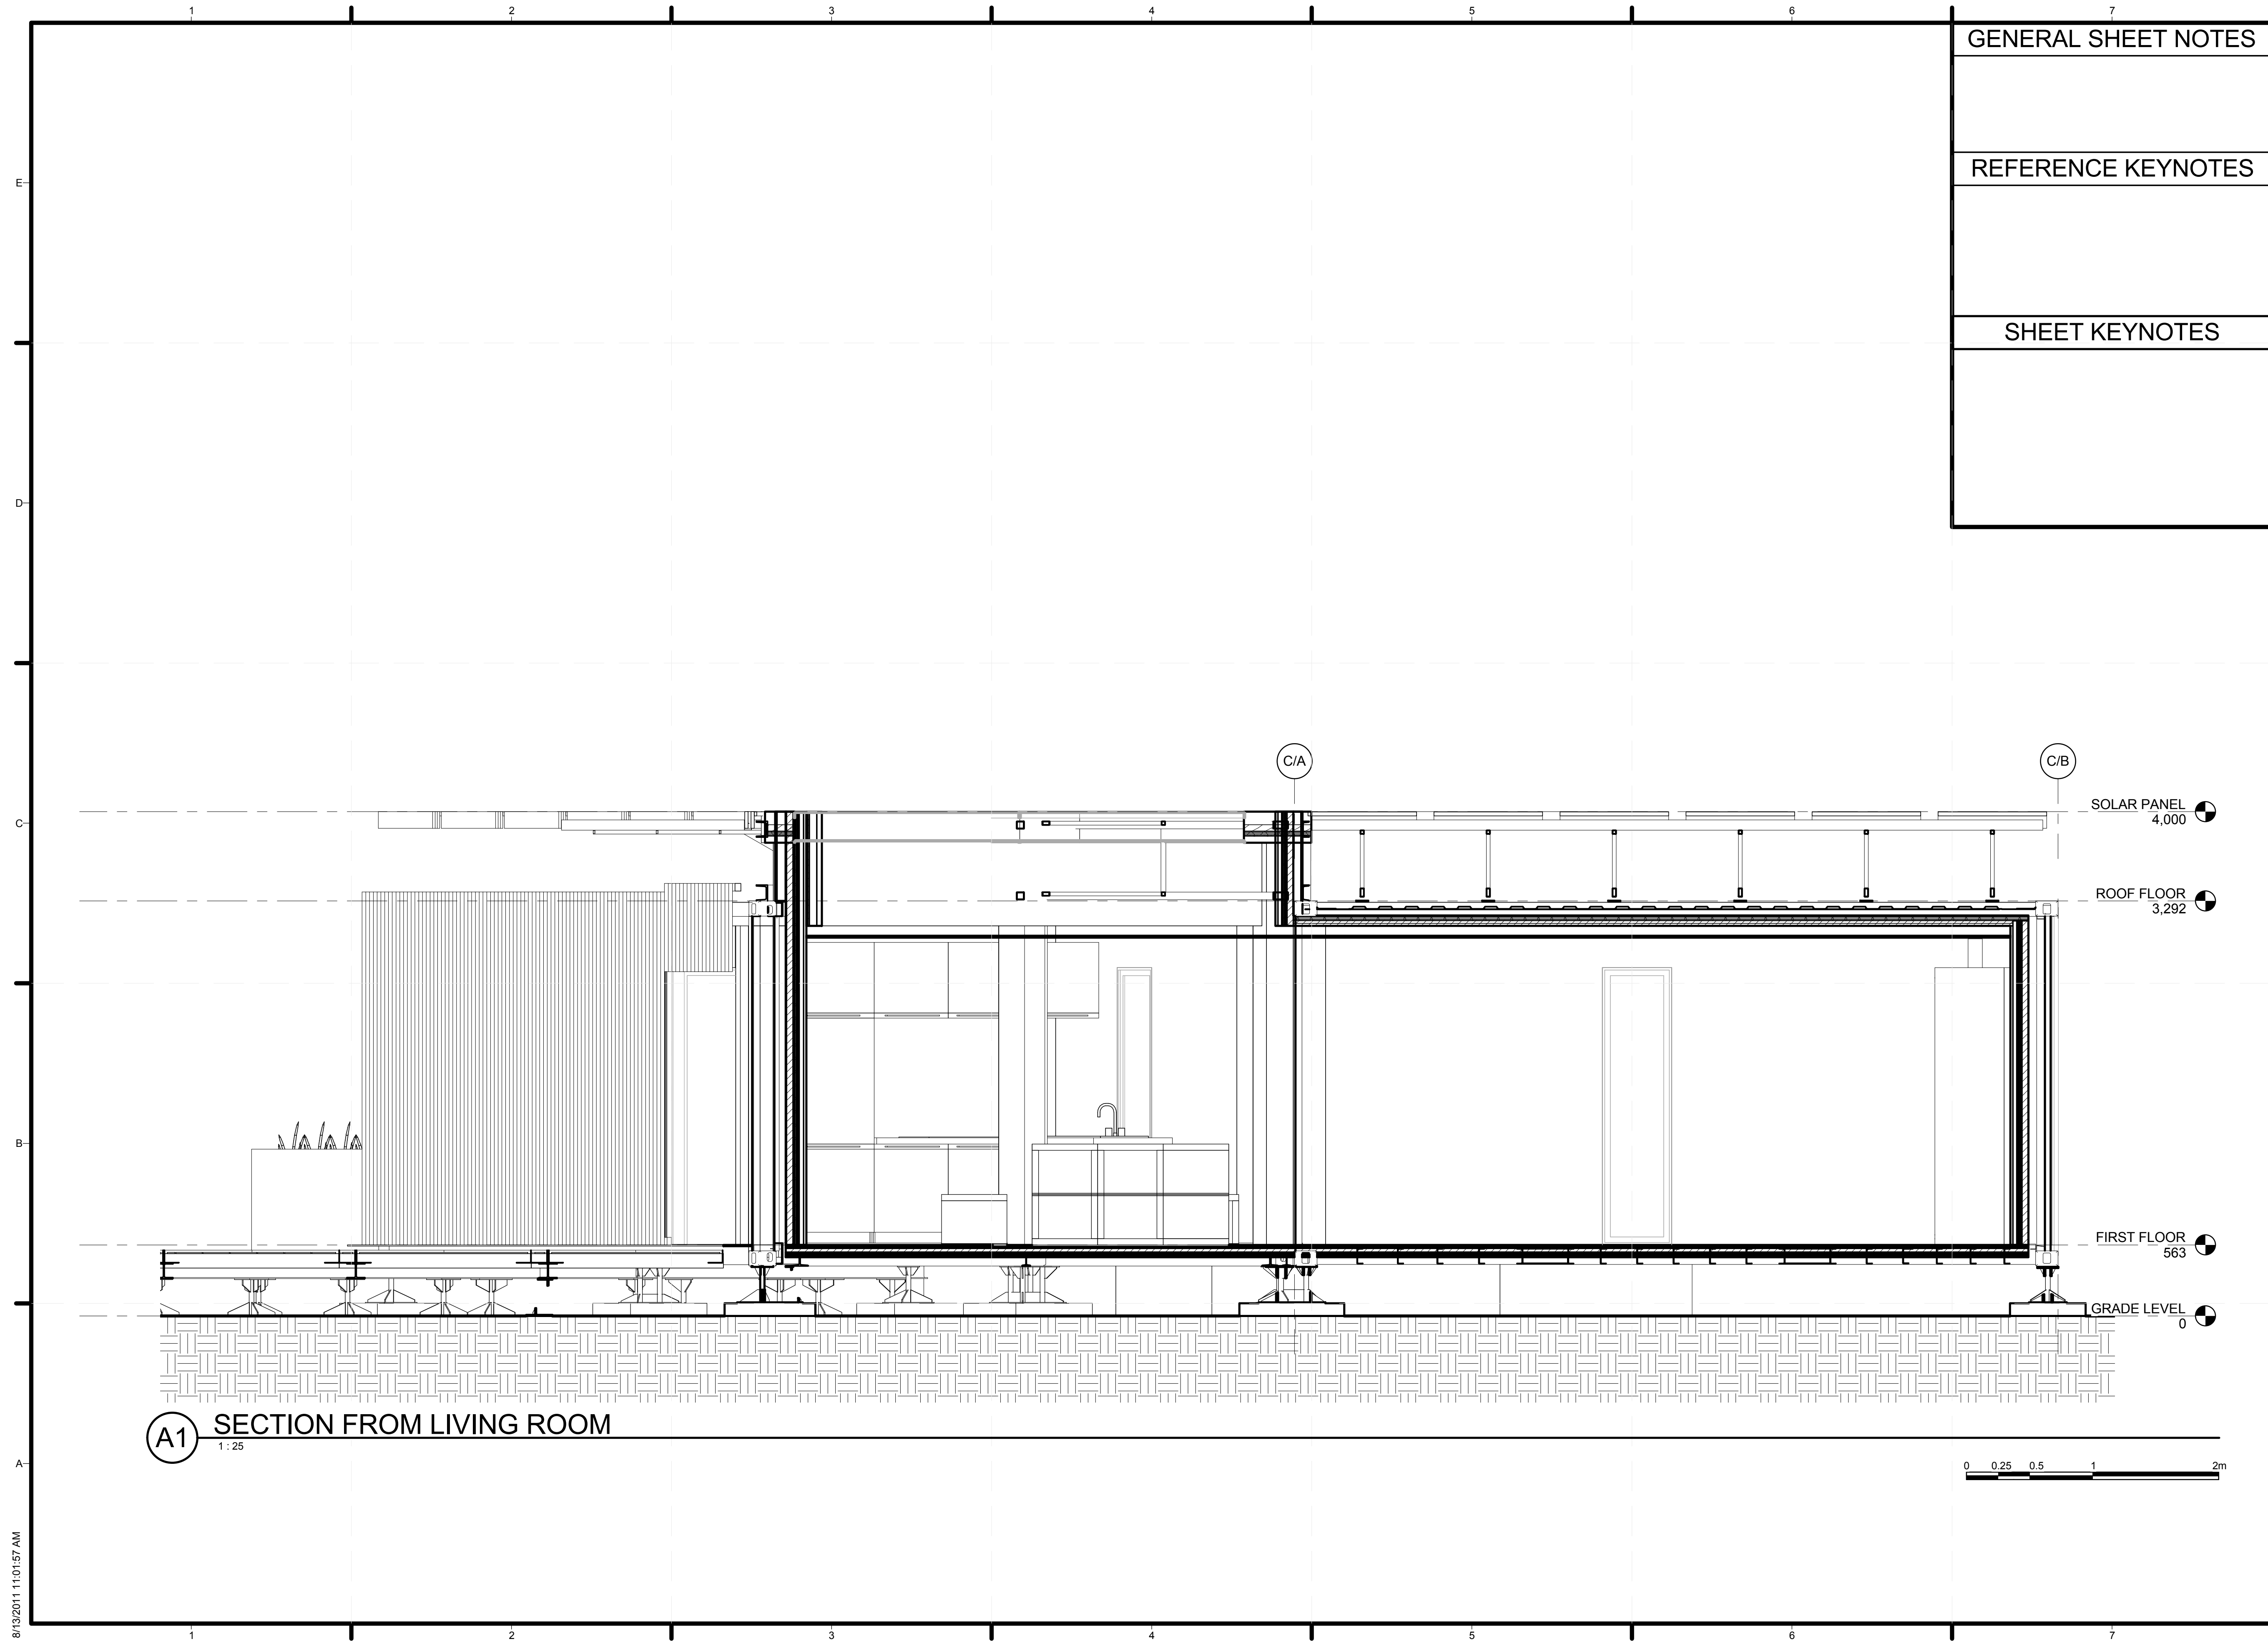 1 2 3 4 5 6 7
GENERAL SHEET NOTES
REFERENCE KEYNOTES
SHEET KEYNOTES
E
D
C
B
A
C/A
C/B
SOLAR PANEL
4,000
ROOF FLOOR
3,292
FIRST FLOOR
563
GRADE LEVEL
0
A1
SECTION FROM LIVING ROOM
1 : 25
0 0.25 0.5 1 2m
8/13/2011 11:01:57 AM
1 2 3 4 5 6 7